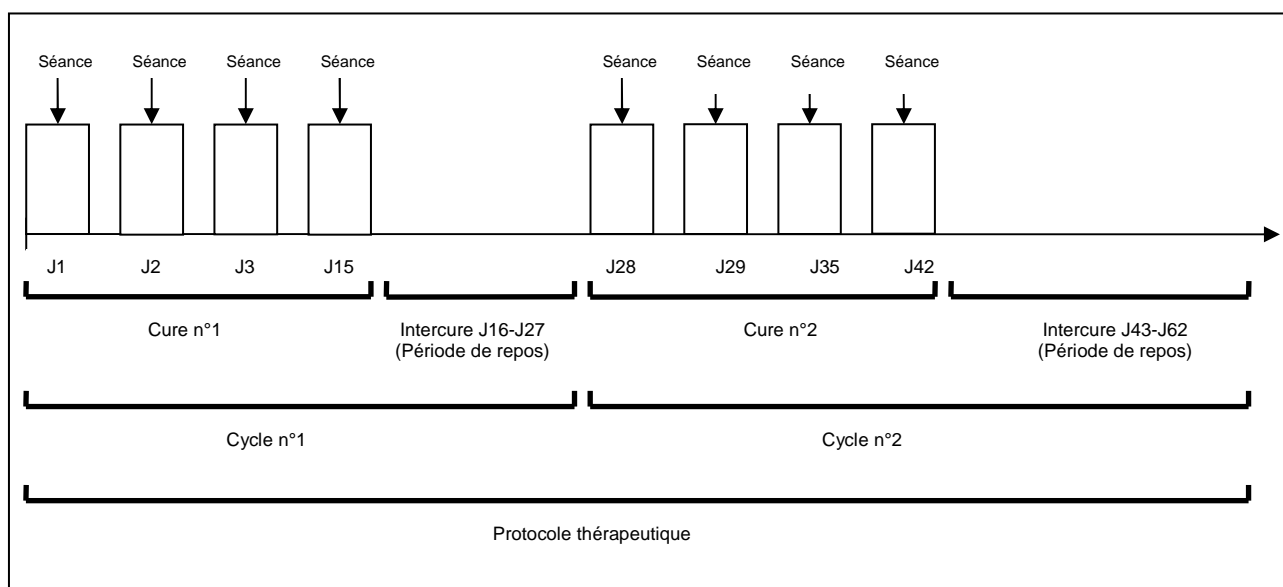 Séance Séance Séance Séance Séance Séance Séance Séance
J1 J2 J3 J15 J28 J29 J35 J42
Cure n°1 Intercure J16-J27 Cure n°2 Intercure J43-J62
(Période de repos) (Période de repos)
Cycle n°1 Cycle n°2
Protocole thérapeutique